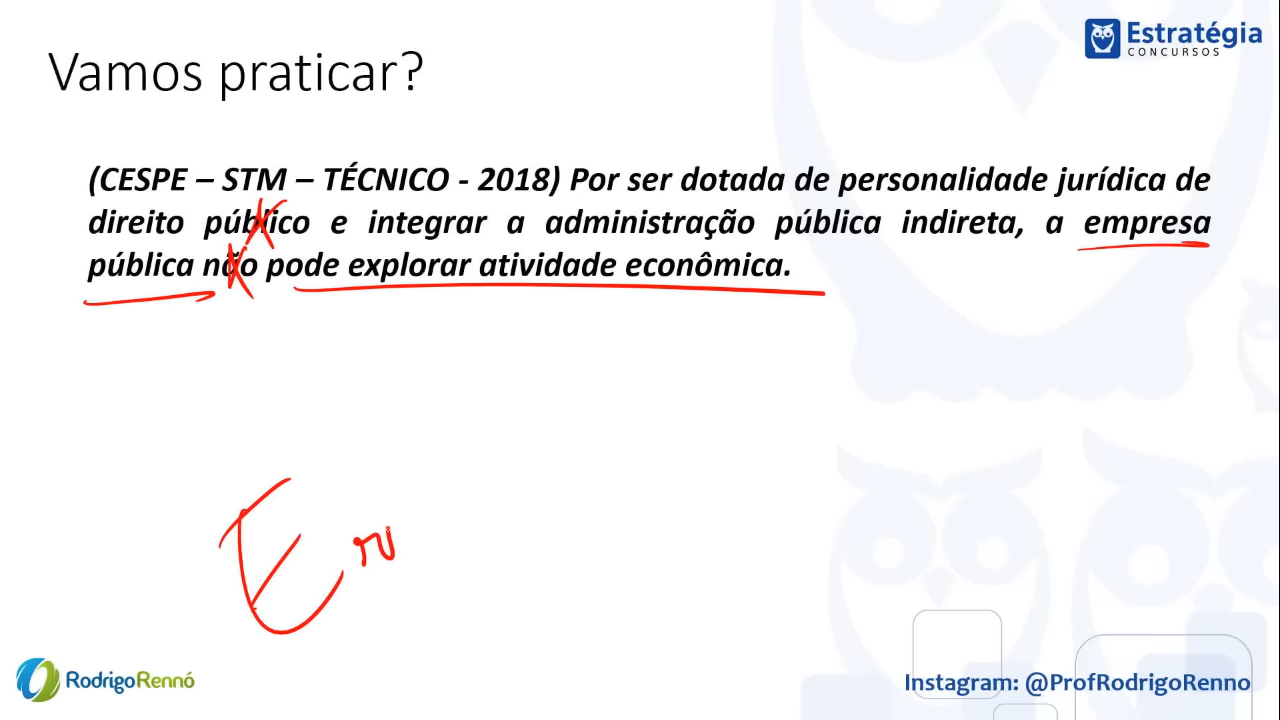 Vamos praticar?
Estratégia
CONCURSOS
(CESPE – STM – TÉCNICO - 2018) Por ser dotada de personalidade jurídica de
direito público e integrar a administração pública indireta, a empresa
pública não pode explorar atividade econômica.
Er
RodrigoRennó
Instagram: @ProfRodrigoRenno